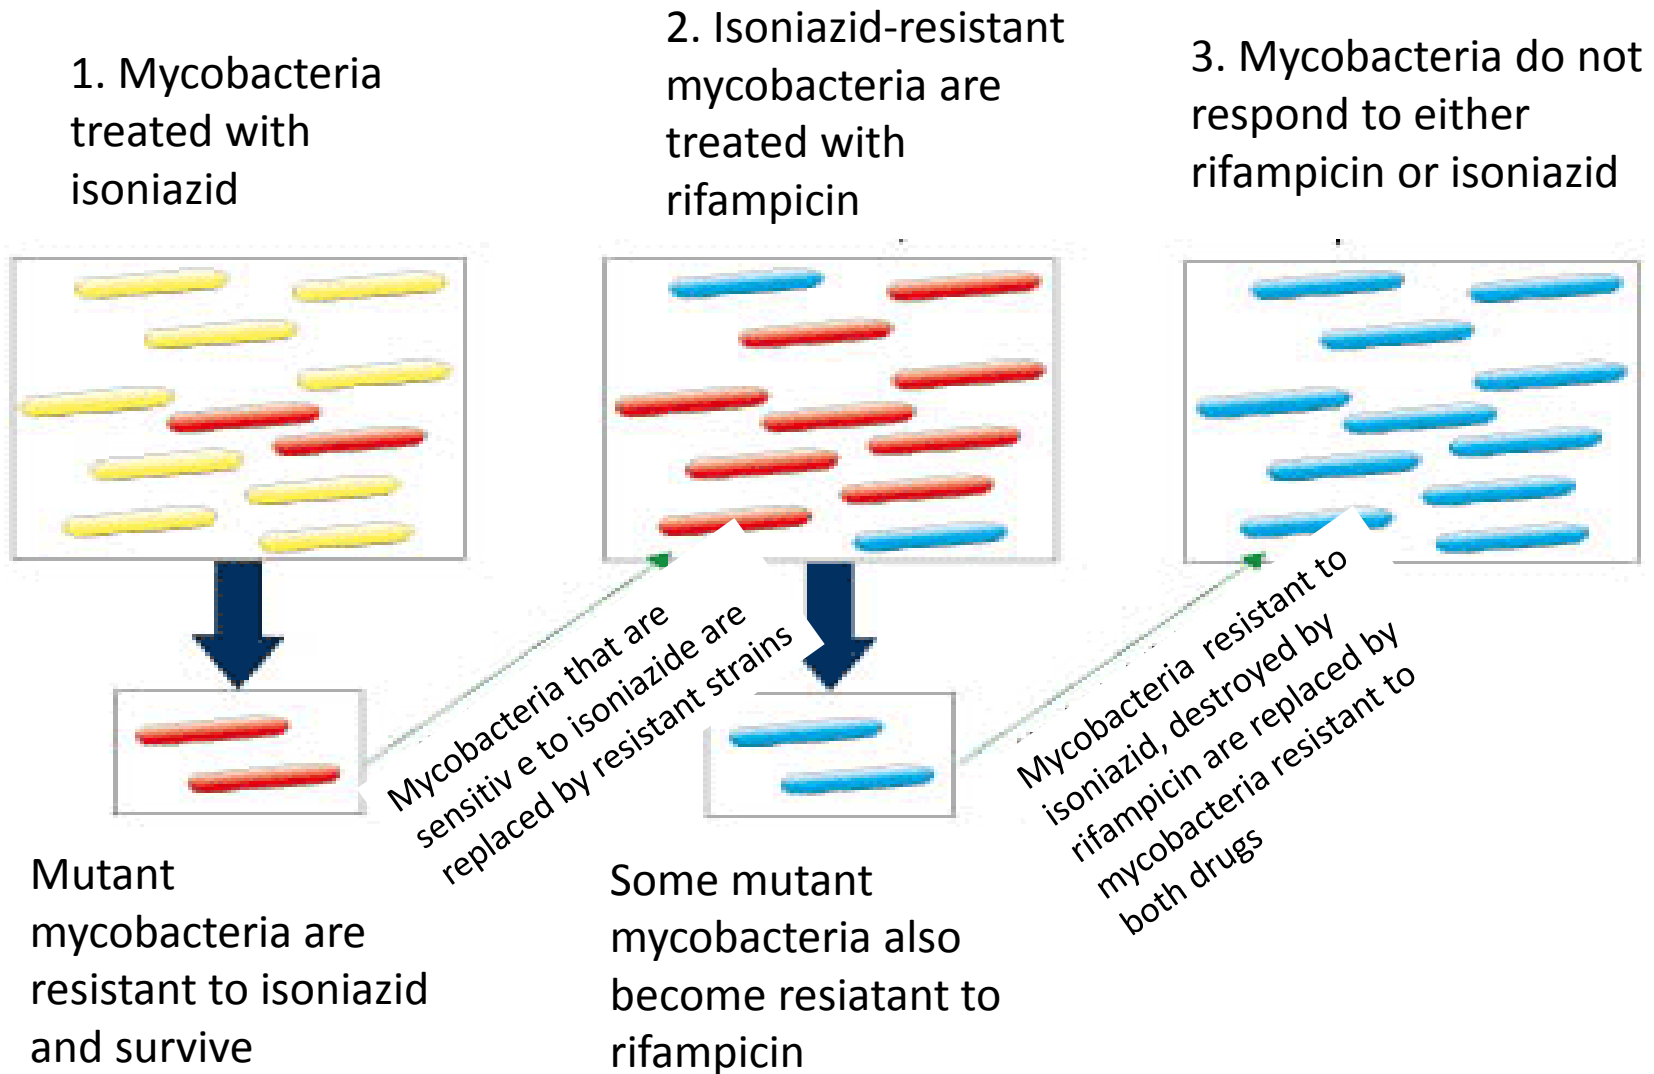 1. Mycobacteria
treated with
isoniazid
2. Isoniazid-resistant
mycobacteria are
treated with
rifampicin
3. Mycobacteria do not
respond to either
rifampicin or isoniazid
Mycobacteria that are
sensitiv e to isoniazide are
replaced by resistant strains
Mycobacteria resistant to
isoniazid, destroyed by
rifampicin are replaced by
mycobacteria resistant to
both drugs
Mutant
mycobacteria are
resistant to isoniazid
and survive
Some mutant
mycobacteria also
become resiatant to
rifampicin